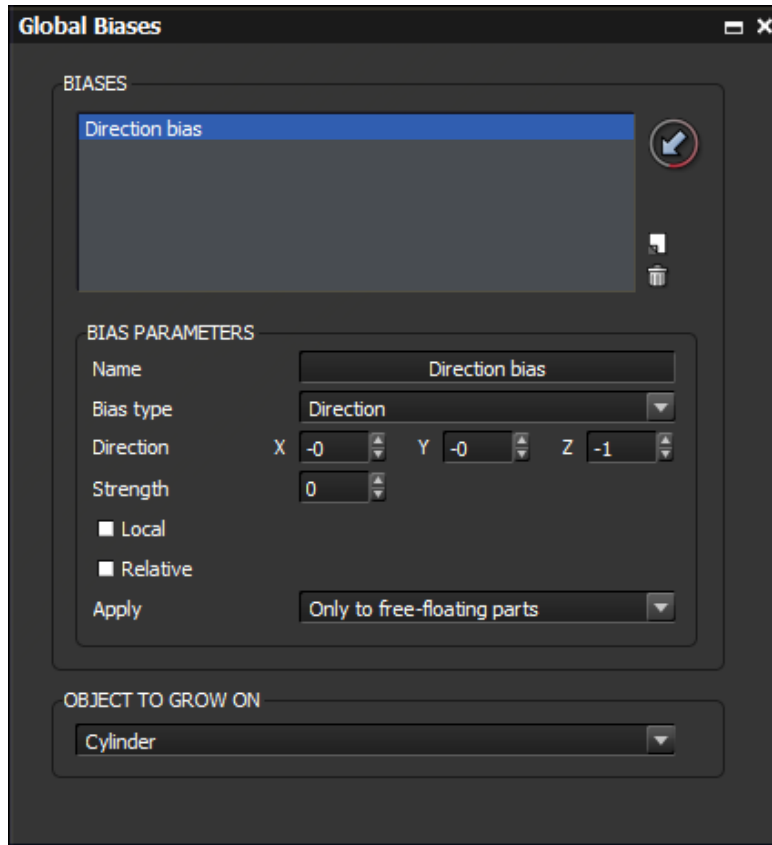 Global Biases
BIASES
Direction bias
BIAS PARAMETERS
Name Direction bias
Bias type Direction
Direction X -0 Y -0 Z -1
Strength 0
Local
Relative
Apply Only to free-floating parts
OBJECT TO GROW ON
Cylinder